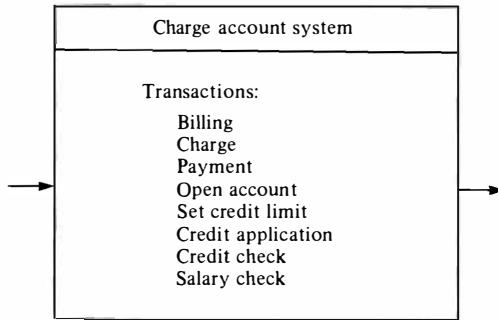 Charge account system
Transactions:
Billing
Charge
Payment
Open account
Set credit limit
Credit application
Credit check
Salary check